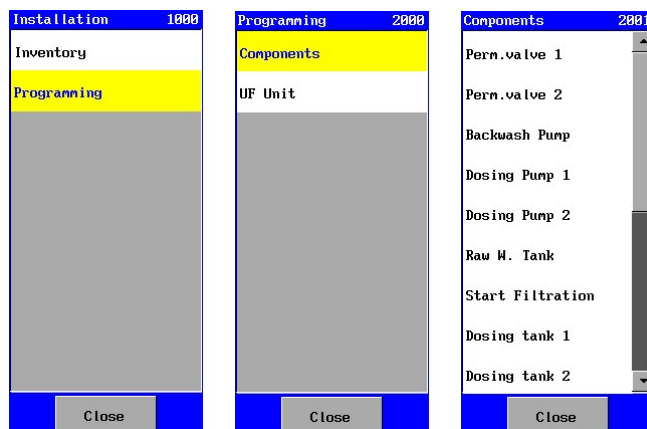 Installation 1000
Inventory
Programming
Close
Programming 2000
Components
UF Unit
Close
Components 2001
Perm.valve 1
Perm.valve 2
Backwash Pump
Dosing Pump 1
Dosing Pump 2
Raw W. Tank
Start Filtration
Dosing tank 1
Dosing tank 2
Close